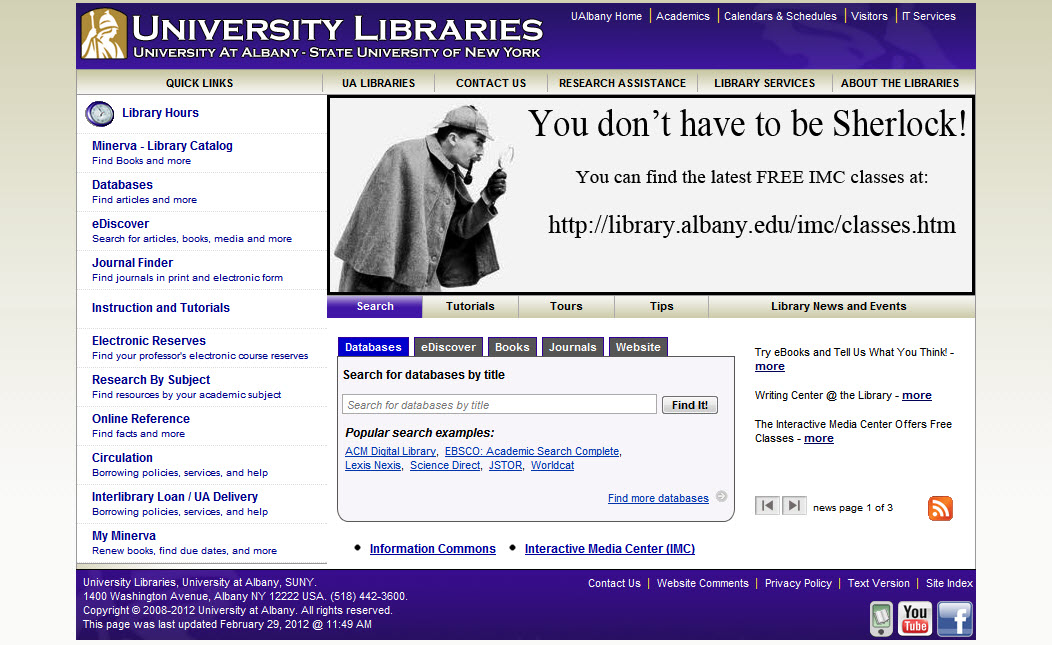 UNIVERSITY LIBRARIES
UNIVERSITY AT ALBANY - STATE UNIVERSITY OF NEW YORK
UAlbany Home | Academics | Calendars & Schedules | Visitors | IT Services
QUICK LINKS
UA LIBRARIES
CONTACT US
RESEARCH ASSISTANCE
LIBRARY SERVICES
ABOUT THE LIBRARIES
Library Hours
Minerva - Library Catalog
Find Books and more
Databases
Find articles and more
eDiscover
Search for articles, books, media and more
Journal Finder
Find journals in print and electronic form
Instruction and Tutorials
Electronic Reserves
Find your professor's electronic course reserves
Research By Subject
Find resources by your academic subject
Online Reference
Find facts and more
Circulation
Borrowing policies, services, and help
Interlibrary Loan / UA Delivery
Borrowing policies, services, and help
My Minerva
Renew books, find due dates, and more
You don't have to be Sherlock!
You can find the latest FREE IMC classes at:
http://library.albany.edu/imc/classes.htm
Search
Tutorials
Tours
Tips
Library News and Events
Databases
eDiscover
Books
Journals
Website
Search for databases by title
Search for databases by title
Find It!
Popular search examples:
ACM Digital Library, EBSCO: Academic Search Complete,
Lexis Nexis, Science Direct, JSTOR, Worldcat
Find more databases
• Information Commons • Interactive Media Center (IMC)
Try eBooks and Tell Us What You Think! -
more
Writing Center @ the Library - more
The Interactive Media Center Offers Free
Classes - more
news page 1 of 3
University Libraries, University at Albany, SUNY.
1400 Washington Avenue, Albany NY 12222 USA. (518) 442-3600.
Copyright © 2008-2012 University at Albany. All rights reserved.
This page was last updated February 29, 2012 @ 11:49 AM
Contact Us | Website Comments | Privacy Policy | Text Version | Site Index
You
Tube
f